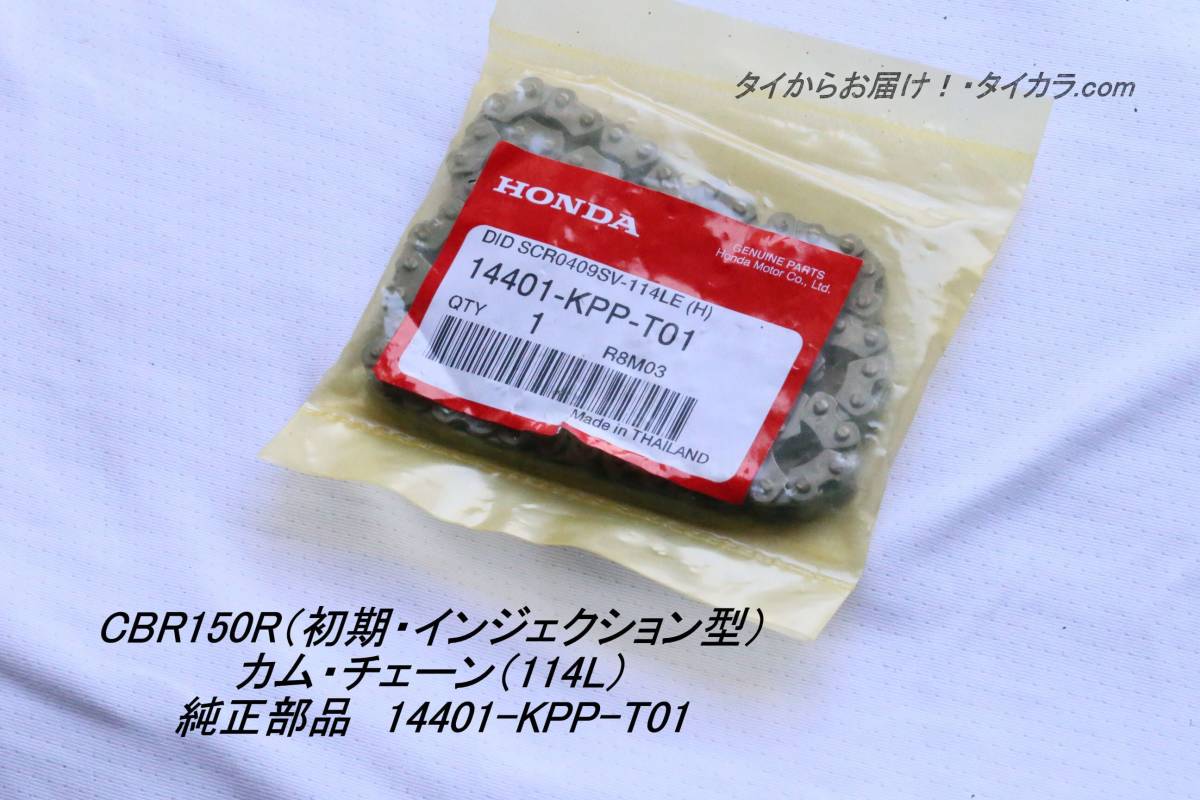 タイからお届け！・タイカラ.com
HONDA
GENUINE PARTS
Honda Motor Co., Ltd.
DID SCR0409SV-114LE (H)
14401-KPP-T01
QTY 1
R8M03
Made in THAILAND
CBR150R（初期・インジェクション型）
カム・チェーン（114L）
純正部品　14401-KPP-T01